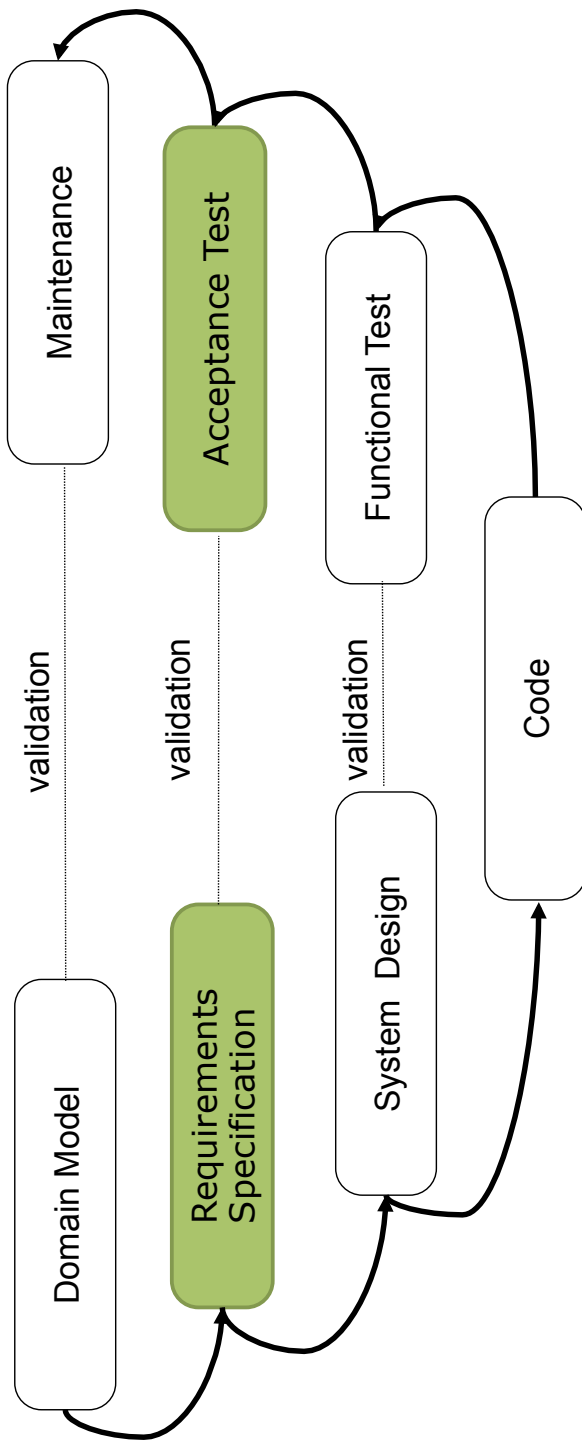 Domain Model
validation
Maintenance
Requirements
Specification
validation
Acceptance Test
System Design
validation
Functional Test
Code